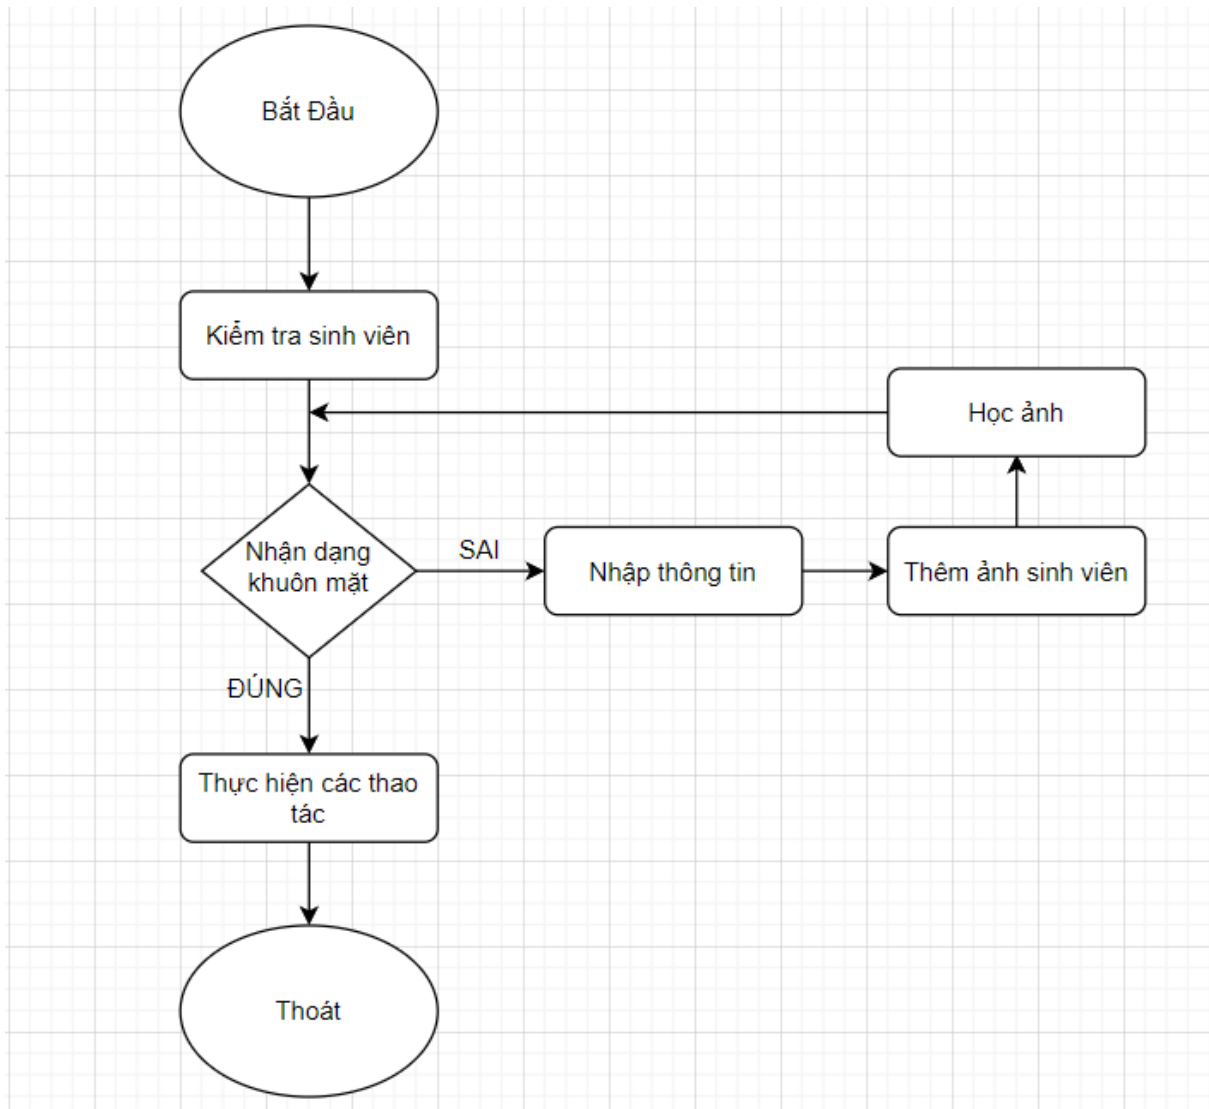 Bắt Đầu
Kiểm tra sinh viên
Học ảnh
Nhận dạng
khuôn mặt
SAI
Nhập thông tin
Thêm ảnh sinh viên
ĐÚNG
Thực hiện các thao
tác
Thoát